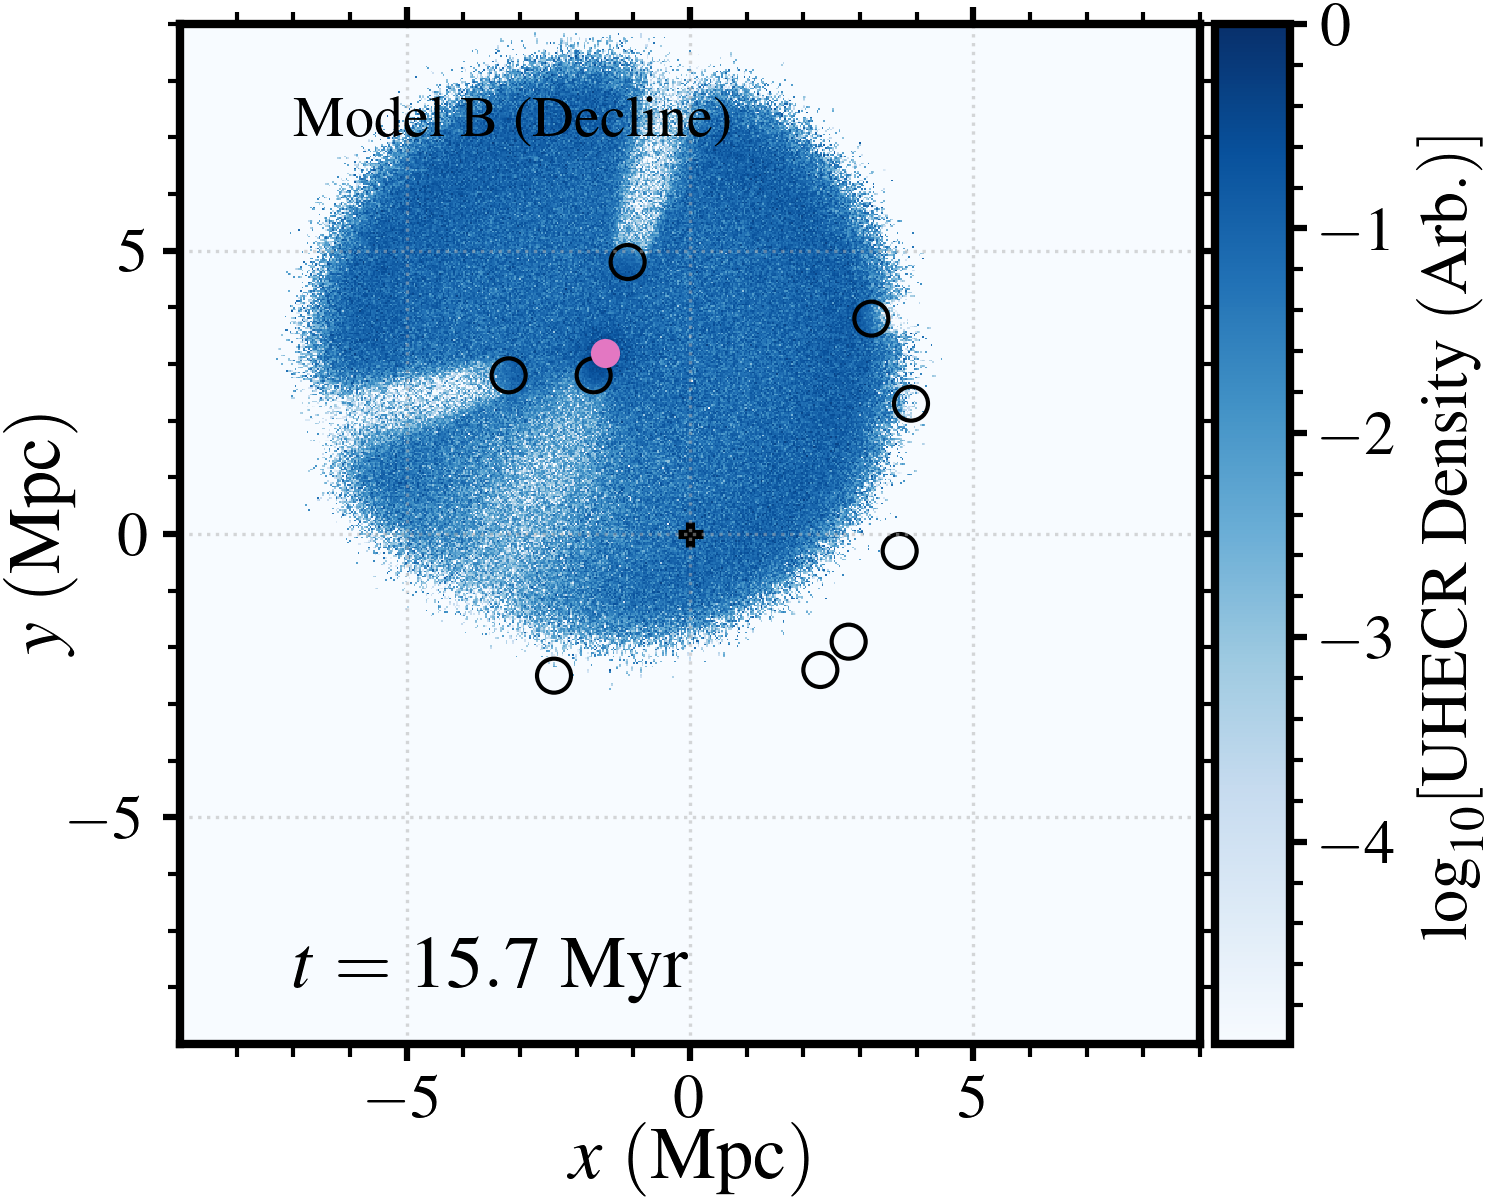 Model B (Decline)
t = 15.7 Myr
y (Mpc)
5
0
−5
−5
0
5
x (Mpc)
0
−1
−2
−3
−4
log₁₀[UHECR Density (Arb.)]